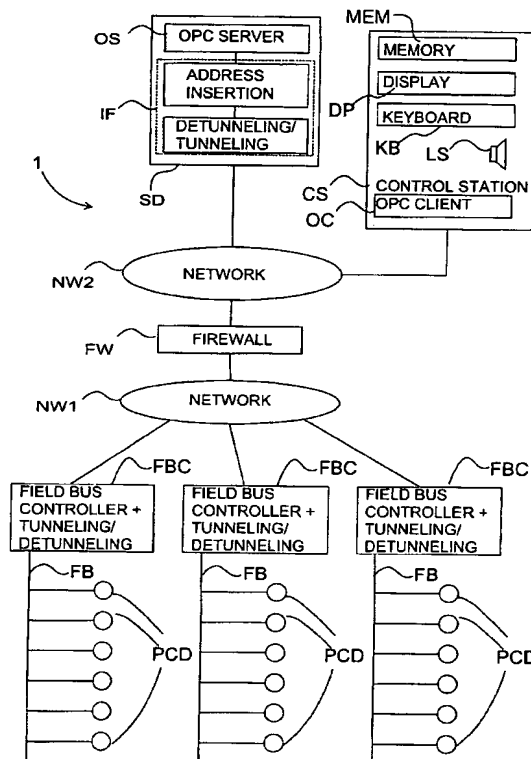 OS
OPC SERVER
ADDRESS
INSERTION
IF
DETUNNELING/
TUNNELING
SD
1
MEM
MEMORY
DISPLAY
DP
KEYBOARD
KB
LS
CS
CONTROL STATION
OC
OPC CLIENT
NETWORK
NW2
FW
FIREWALL
NW1
NETWORK
FBC
FBC
FBC
FIELD BUS
CONTROLLER +
TUNNELING/
DETUNNELING
FIELD BUS
CONTROLLER +
TUNNELING/
DETUNNELING
FIELD BUS
CONTROLLER +
TUNNELING/
DETUNNELING
FB
FB
FB
PCD
PCD
PCD